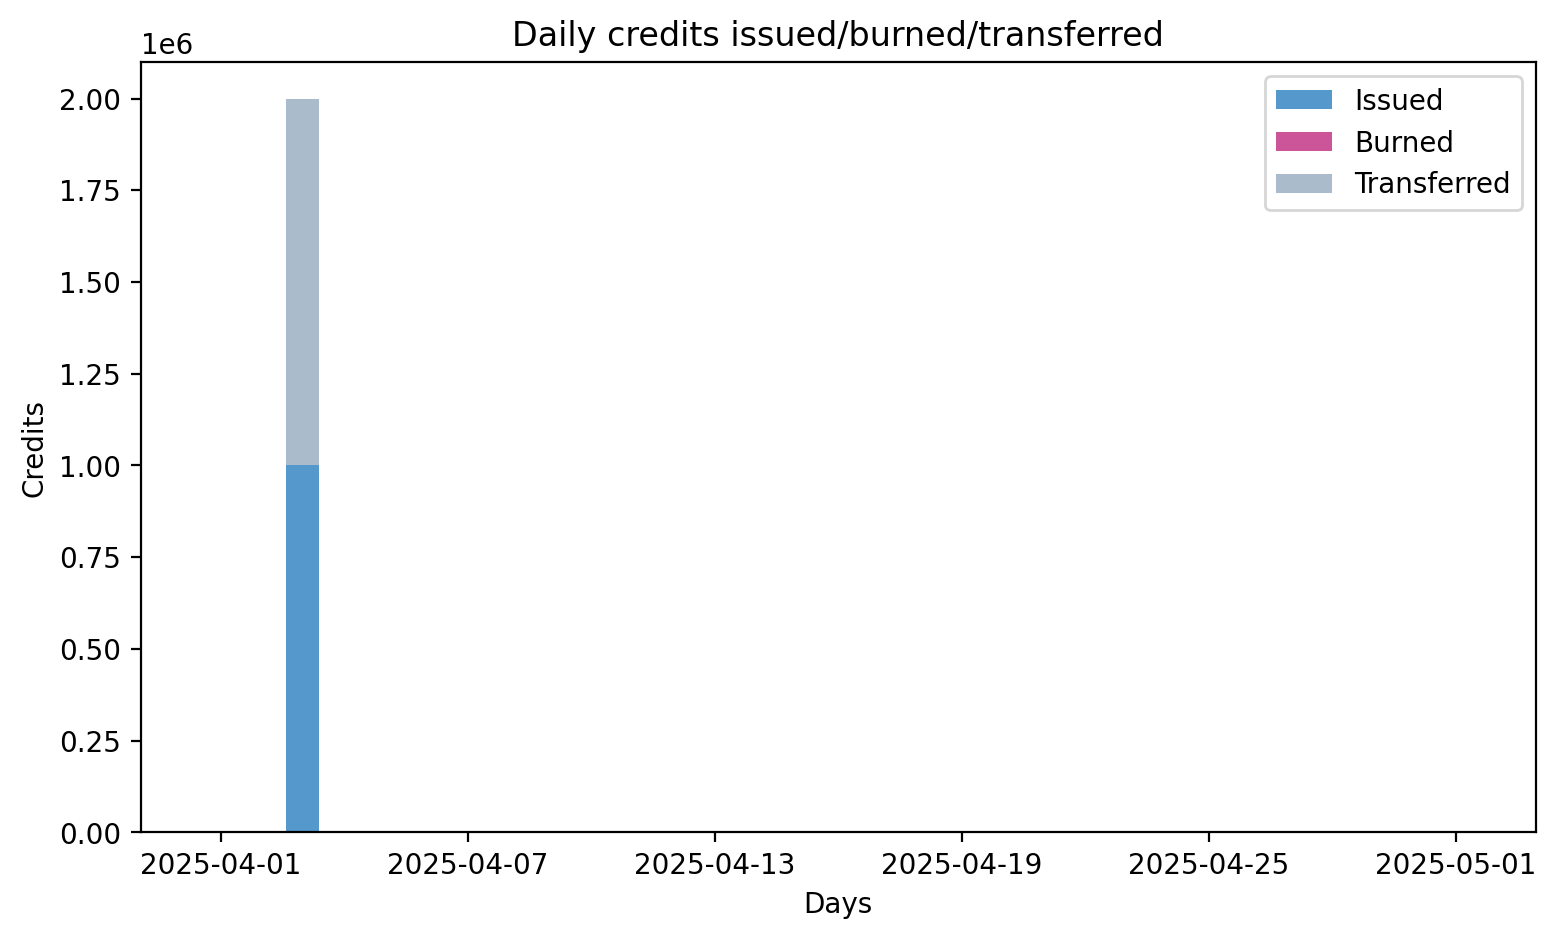 Daily credits issued/burned/transferred
1e6
Issued
Burned
Transferred
2.00
1.75
1.50
1.25
1.00
0.75
0.50
0.25
0.00
Credits
2025-04-01 2025-04-07 2025-04-13 2025-04-19 2025-04-25 2025-05-01
Days